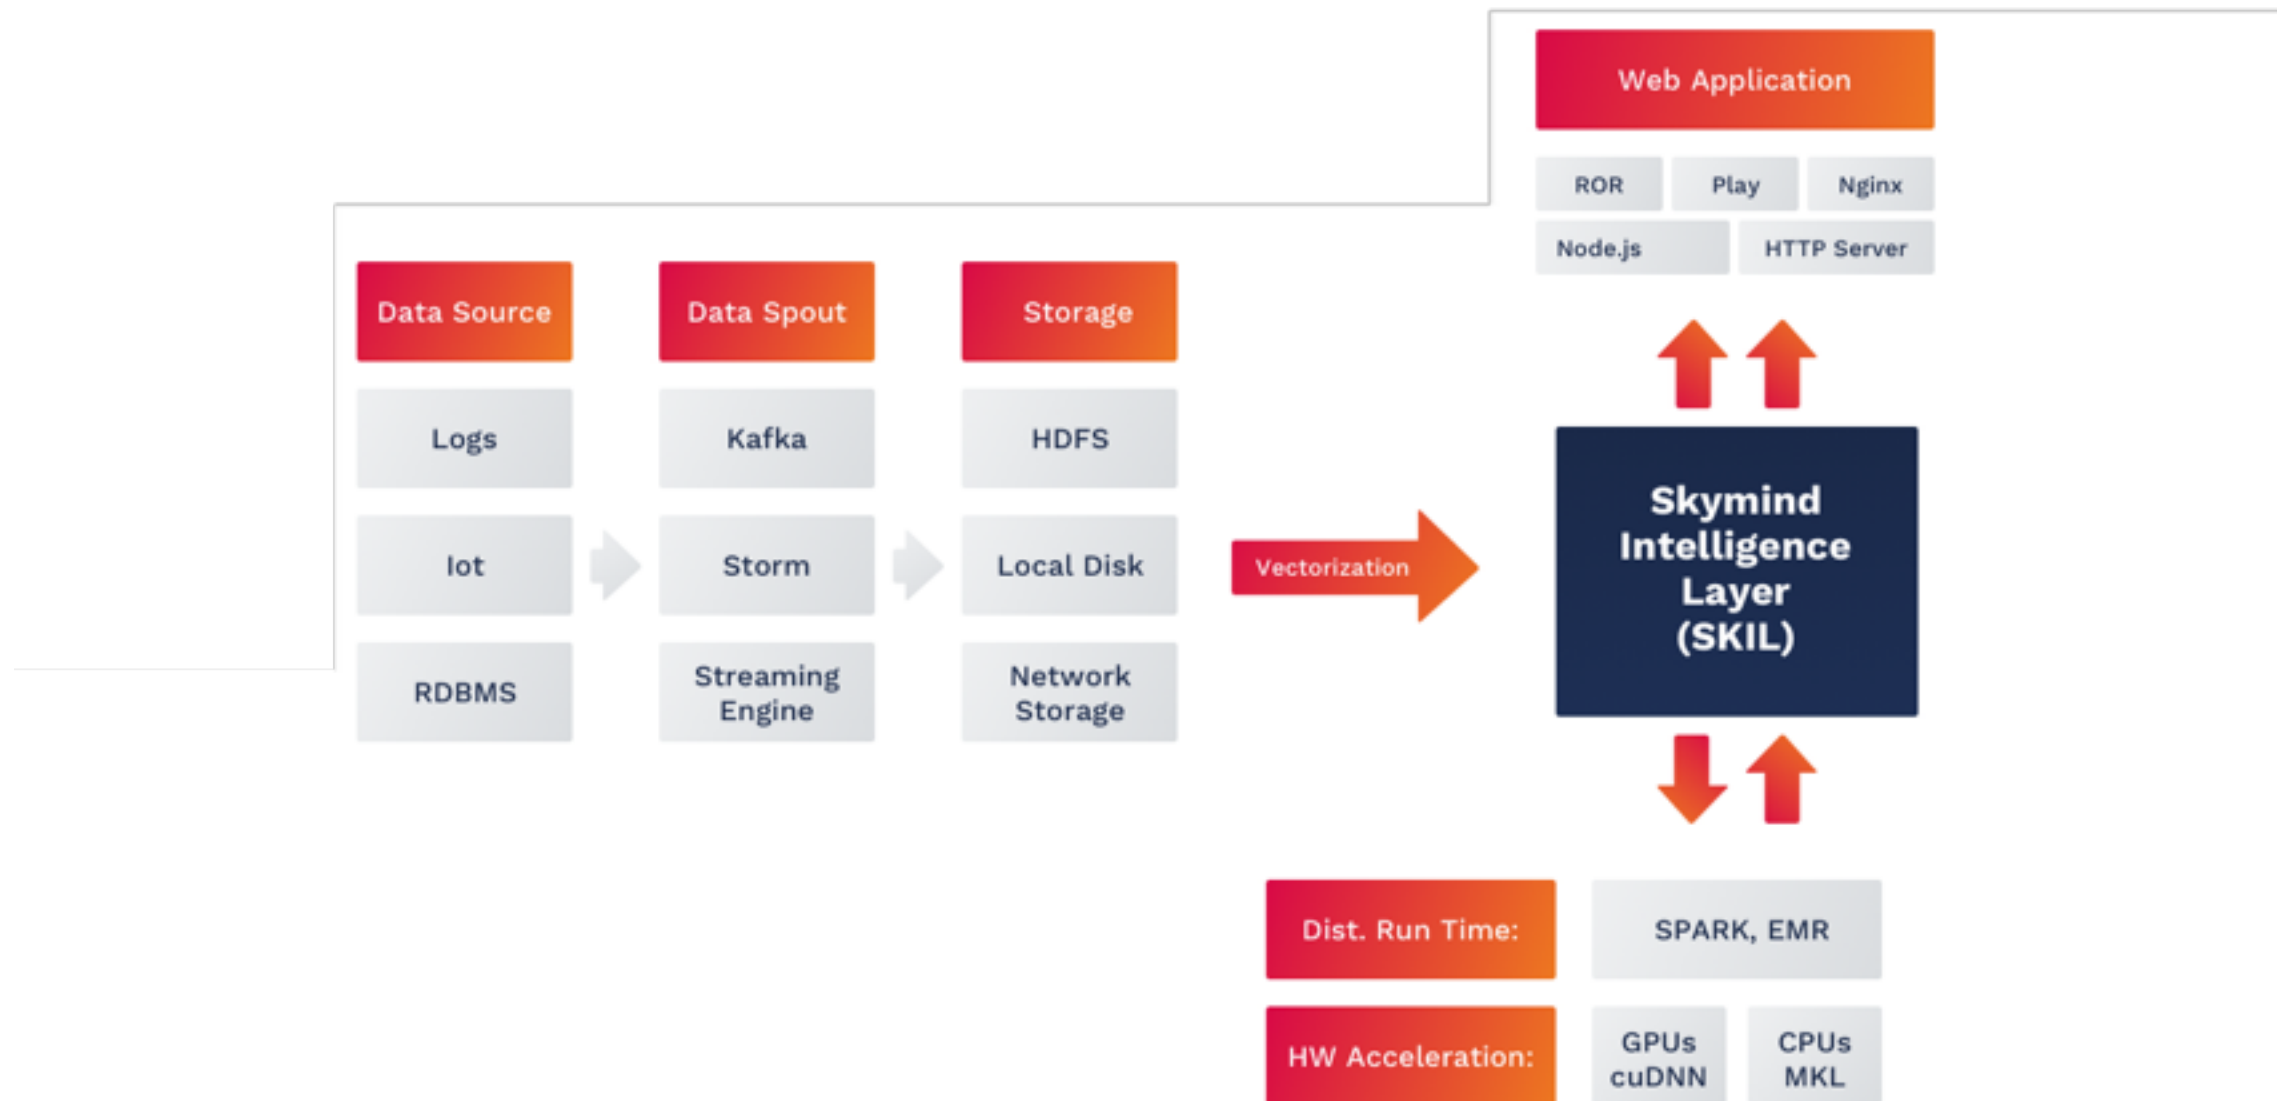 Web Application
ROR
Play
Nginx
Node.js
HTTP Server
Data Source
Data Spout
Storage
Logs
Kafka
HDFS
Iot
Storm
Local Disk
RDBMS
Streaming
Engine
Network
Storage
Vectorization
Skymind
Intelligence
Layer
(SKIL)
Dist. Run Time:
SPARK, EMR
HW Acceleration:
GPUs
cuDNN
CPUs
MKL